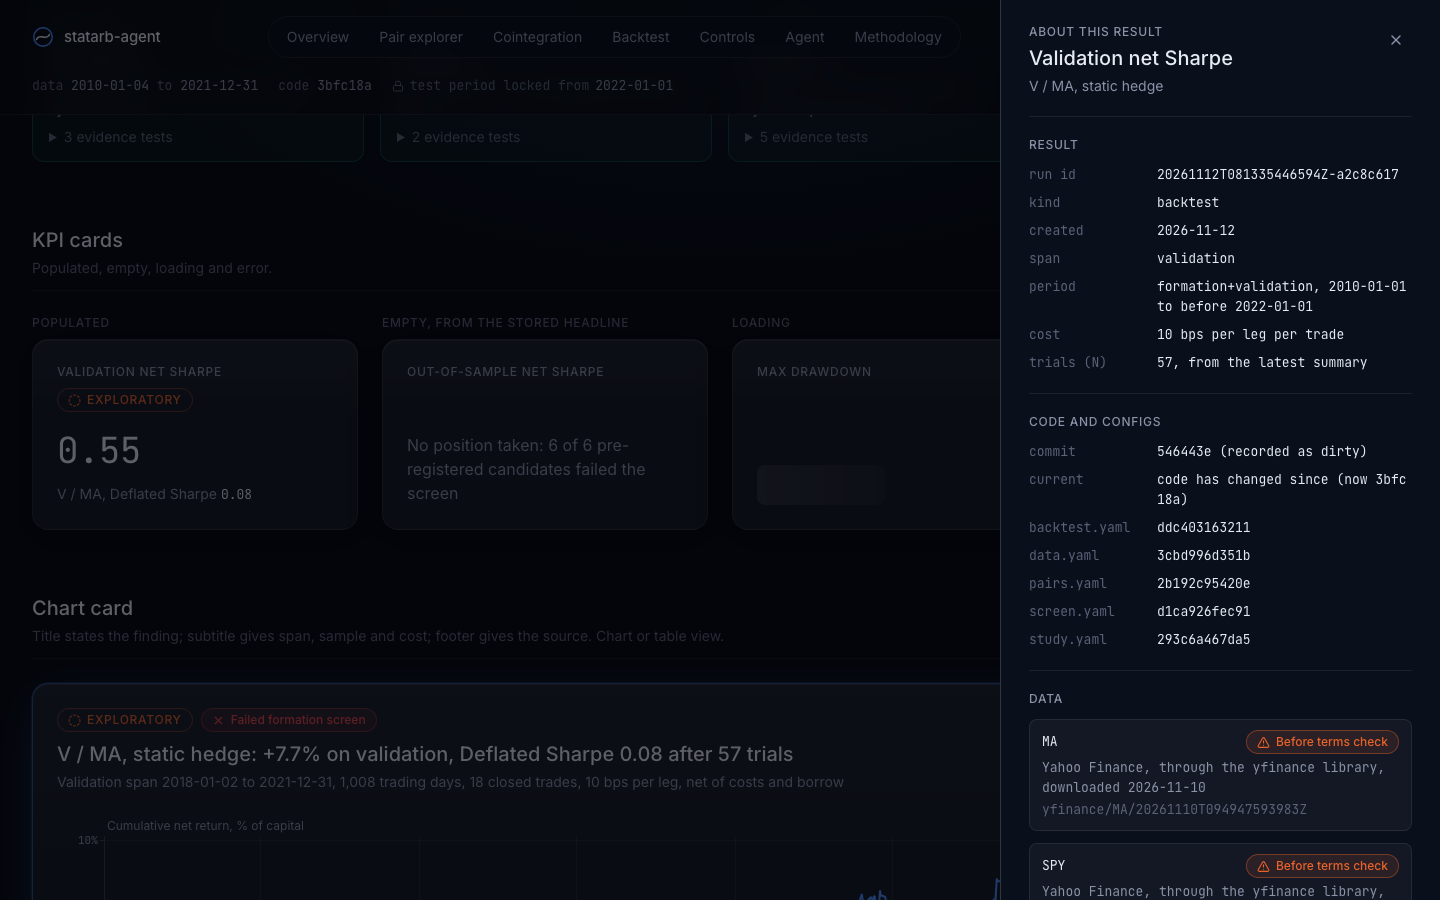 statarb-agent
Overview
Pair explorer
Cointegration
Backtest
Controls
Agent
Methodology
data 2010-01-04 to 2021-12-31
code 3bfc18a
test period locked from 2022-01-01
3 evidence tests
2 evidence tests
5 evidence tests
KPI cards
Populated, empty, loading and error.
POPULATED
VALIDATION NET SHARPE
EXPLORATORY
0.55
V / MA, Deflated Sharpe 0.08
EMPTY, FROM THE STORED HEADLINE
OUT-OF-SAMPLE NET SHARPE
No position taken: 6 of 6 pre-
registered candidates failed the
screen
LOADING
MAX DRAWDOWN
Chart card
Title states the finding; subtitle gives span, sample and cost; footer gives the source. Chart or table view.
EXPLORATORY
Failed formation screen
V / MA, static hedge: +7.7% on validation, Deflated Sharpe 0.08 after 57 trials
Validation span 2018-01-02 to 2021-12-31, 1,008 trading days, 18 closed trades, 10 bps per leg, net of costs and borrow
Cumulative net return, % of capital
10%
ABOUT THIS RESULT
Validation net Sharpe
V / MA, static hedge
RESULT
run id 20261112T081335446594Z-a2c8c617
kind backtest
created 2026-11-12
span validation
period formation+validation, 2010-01-01
to before 2022-01-01
cost 10 bps per leg per trade
trials (N) 57, from the latest summary
CODE AND CONFIGS
commit 546443e (recorded as dirty)
current code has changed since (now 3bfc
18a)
backtest.yaml ddc403163211
data.yaml 3cbd996d351b
pairs.yaml 2b192c95420e
screen.yaml d1ca926fec91
study.yaml 293c6a467da5
DATA
MA
Before terms check
Yahoo Finance, through the yfinance library,
downloaded 2026-11-10
yfinance/MA/20261110T094947593983Z
SPY
Before terms check
Yahoo Finance, through the yfinance library,